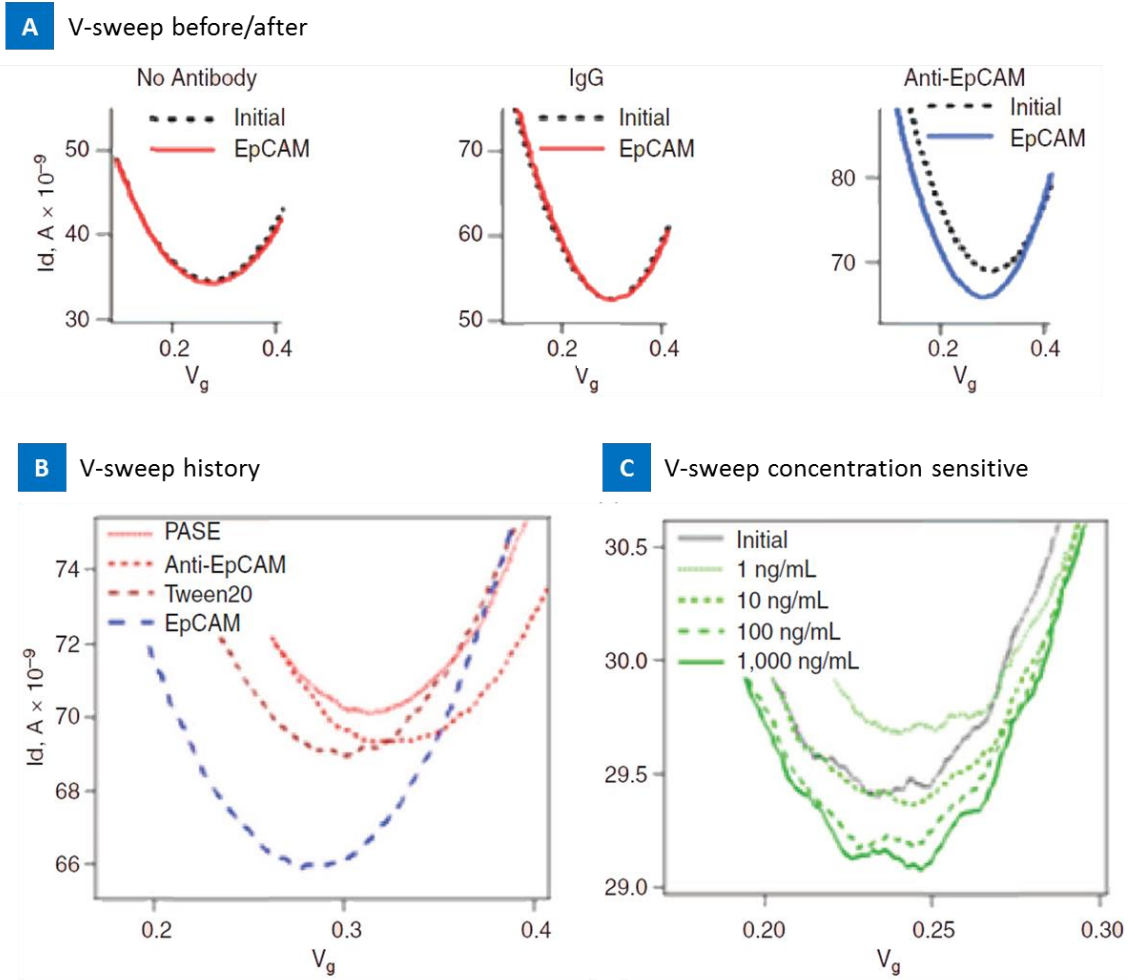 A V-sweep before/after
No Antibody
Initial
EpCAM
50
40
30
Id, A × 10⁻⁹
0.2 0.4
Vg
IgG
Initial
EpCAM
70
60
50
0.2 0.4
Vg
Anti-EpCAM
Initial
EpCAM
80
70
0.2 0.4
Vg
B V-sweep history
PASE
Anti-EpCAM
Tween20
EpCAM
74
72
70
68
66
Id, A × 10⁻⁹
0.2 0.3 0.4
Vg
C V-sweep concentration sensitive
Initial
1 ng/mL
10 ng/mL
100 ng/mL
1,000 ng/mL
30.5
30.0
29.5
29.0
0.20 0.25 0.30
Vg